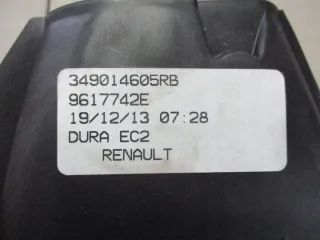 349014605RB
9617742E
19/12/13 07:28
DURA EC2
RENAULT